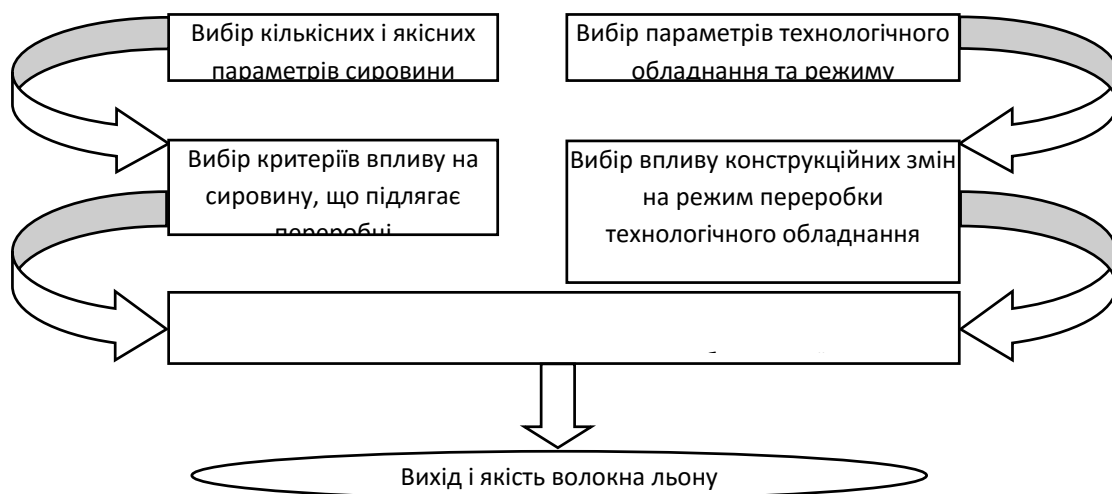 Вибір кількісних і якісних
параметрів сировини
Вибір параметрів технологічного
обладнання та режиму
Вибір критеріїв впливу на
сировину, що підлягає
Вибір впливу конструкційних змін
на режим переробки
технологічного обладнання
Вихід і якість волокна льону